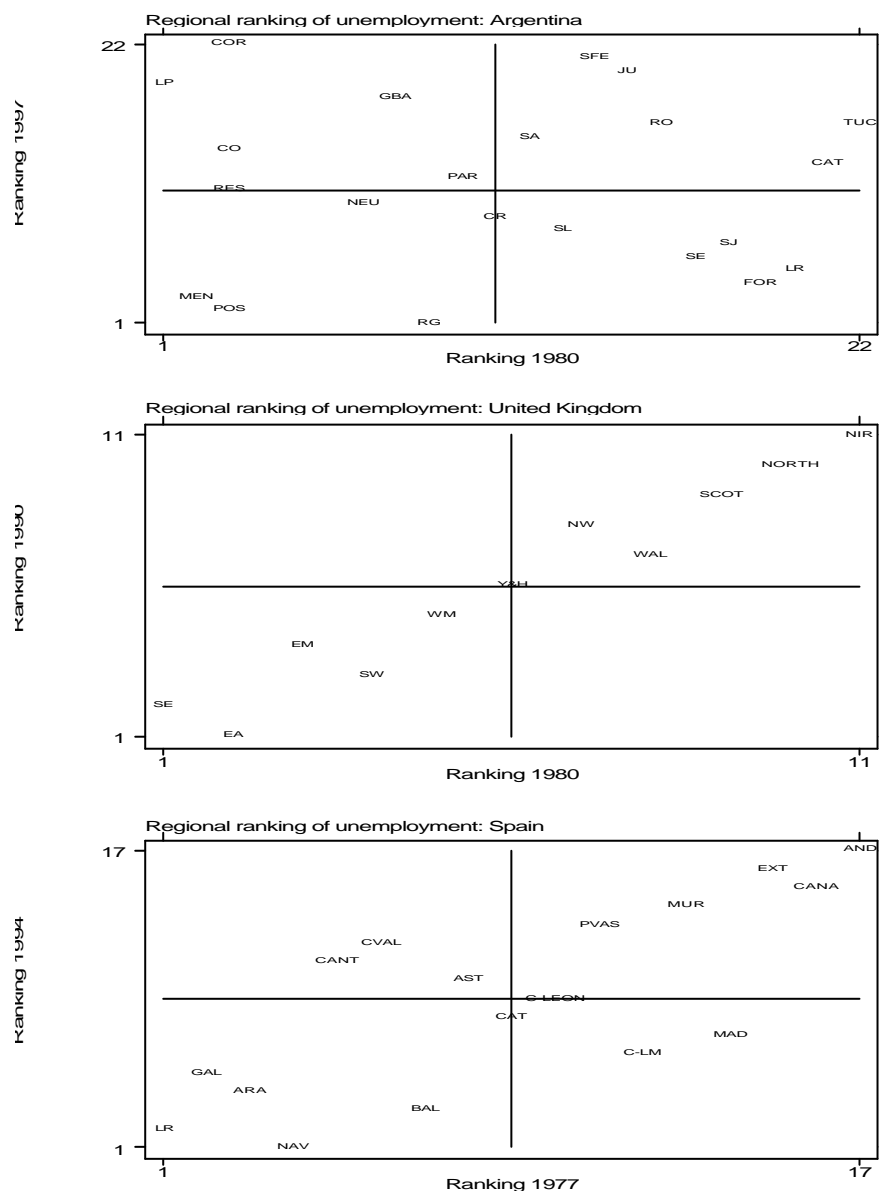 Regional ranking of unemployment: Argentina
Ranking 1997
22
1
COR
SFE
LP
JU
GBA
RO
TUC
SA
CO
CAT
PAR
RES
NEU
CR
SL
SJ
SE
LR
FOR
MEN
POS
RG
1
22
Ranking 1980
Regional ranking of unemployment: United Kingdom
Ranking 1990
11
1
NIR
NORTH
SCOT
NW
WAL
Y&H
WM
EM
SW
SE
EA
1
11
Ranking 1980
Regional ranking of unemployment: Spain
Ranking 1994
17
1
AND
EXT
CANA
MUR
PVAS
CVAL
CANT
AST
C-LEON
CAT
MAD
C-LM
GAL
ARA
BAL
LR
NAV
1
17
Ranking 1977